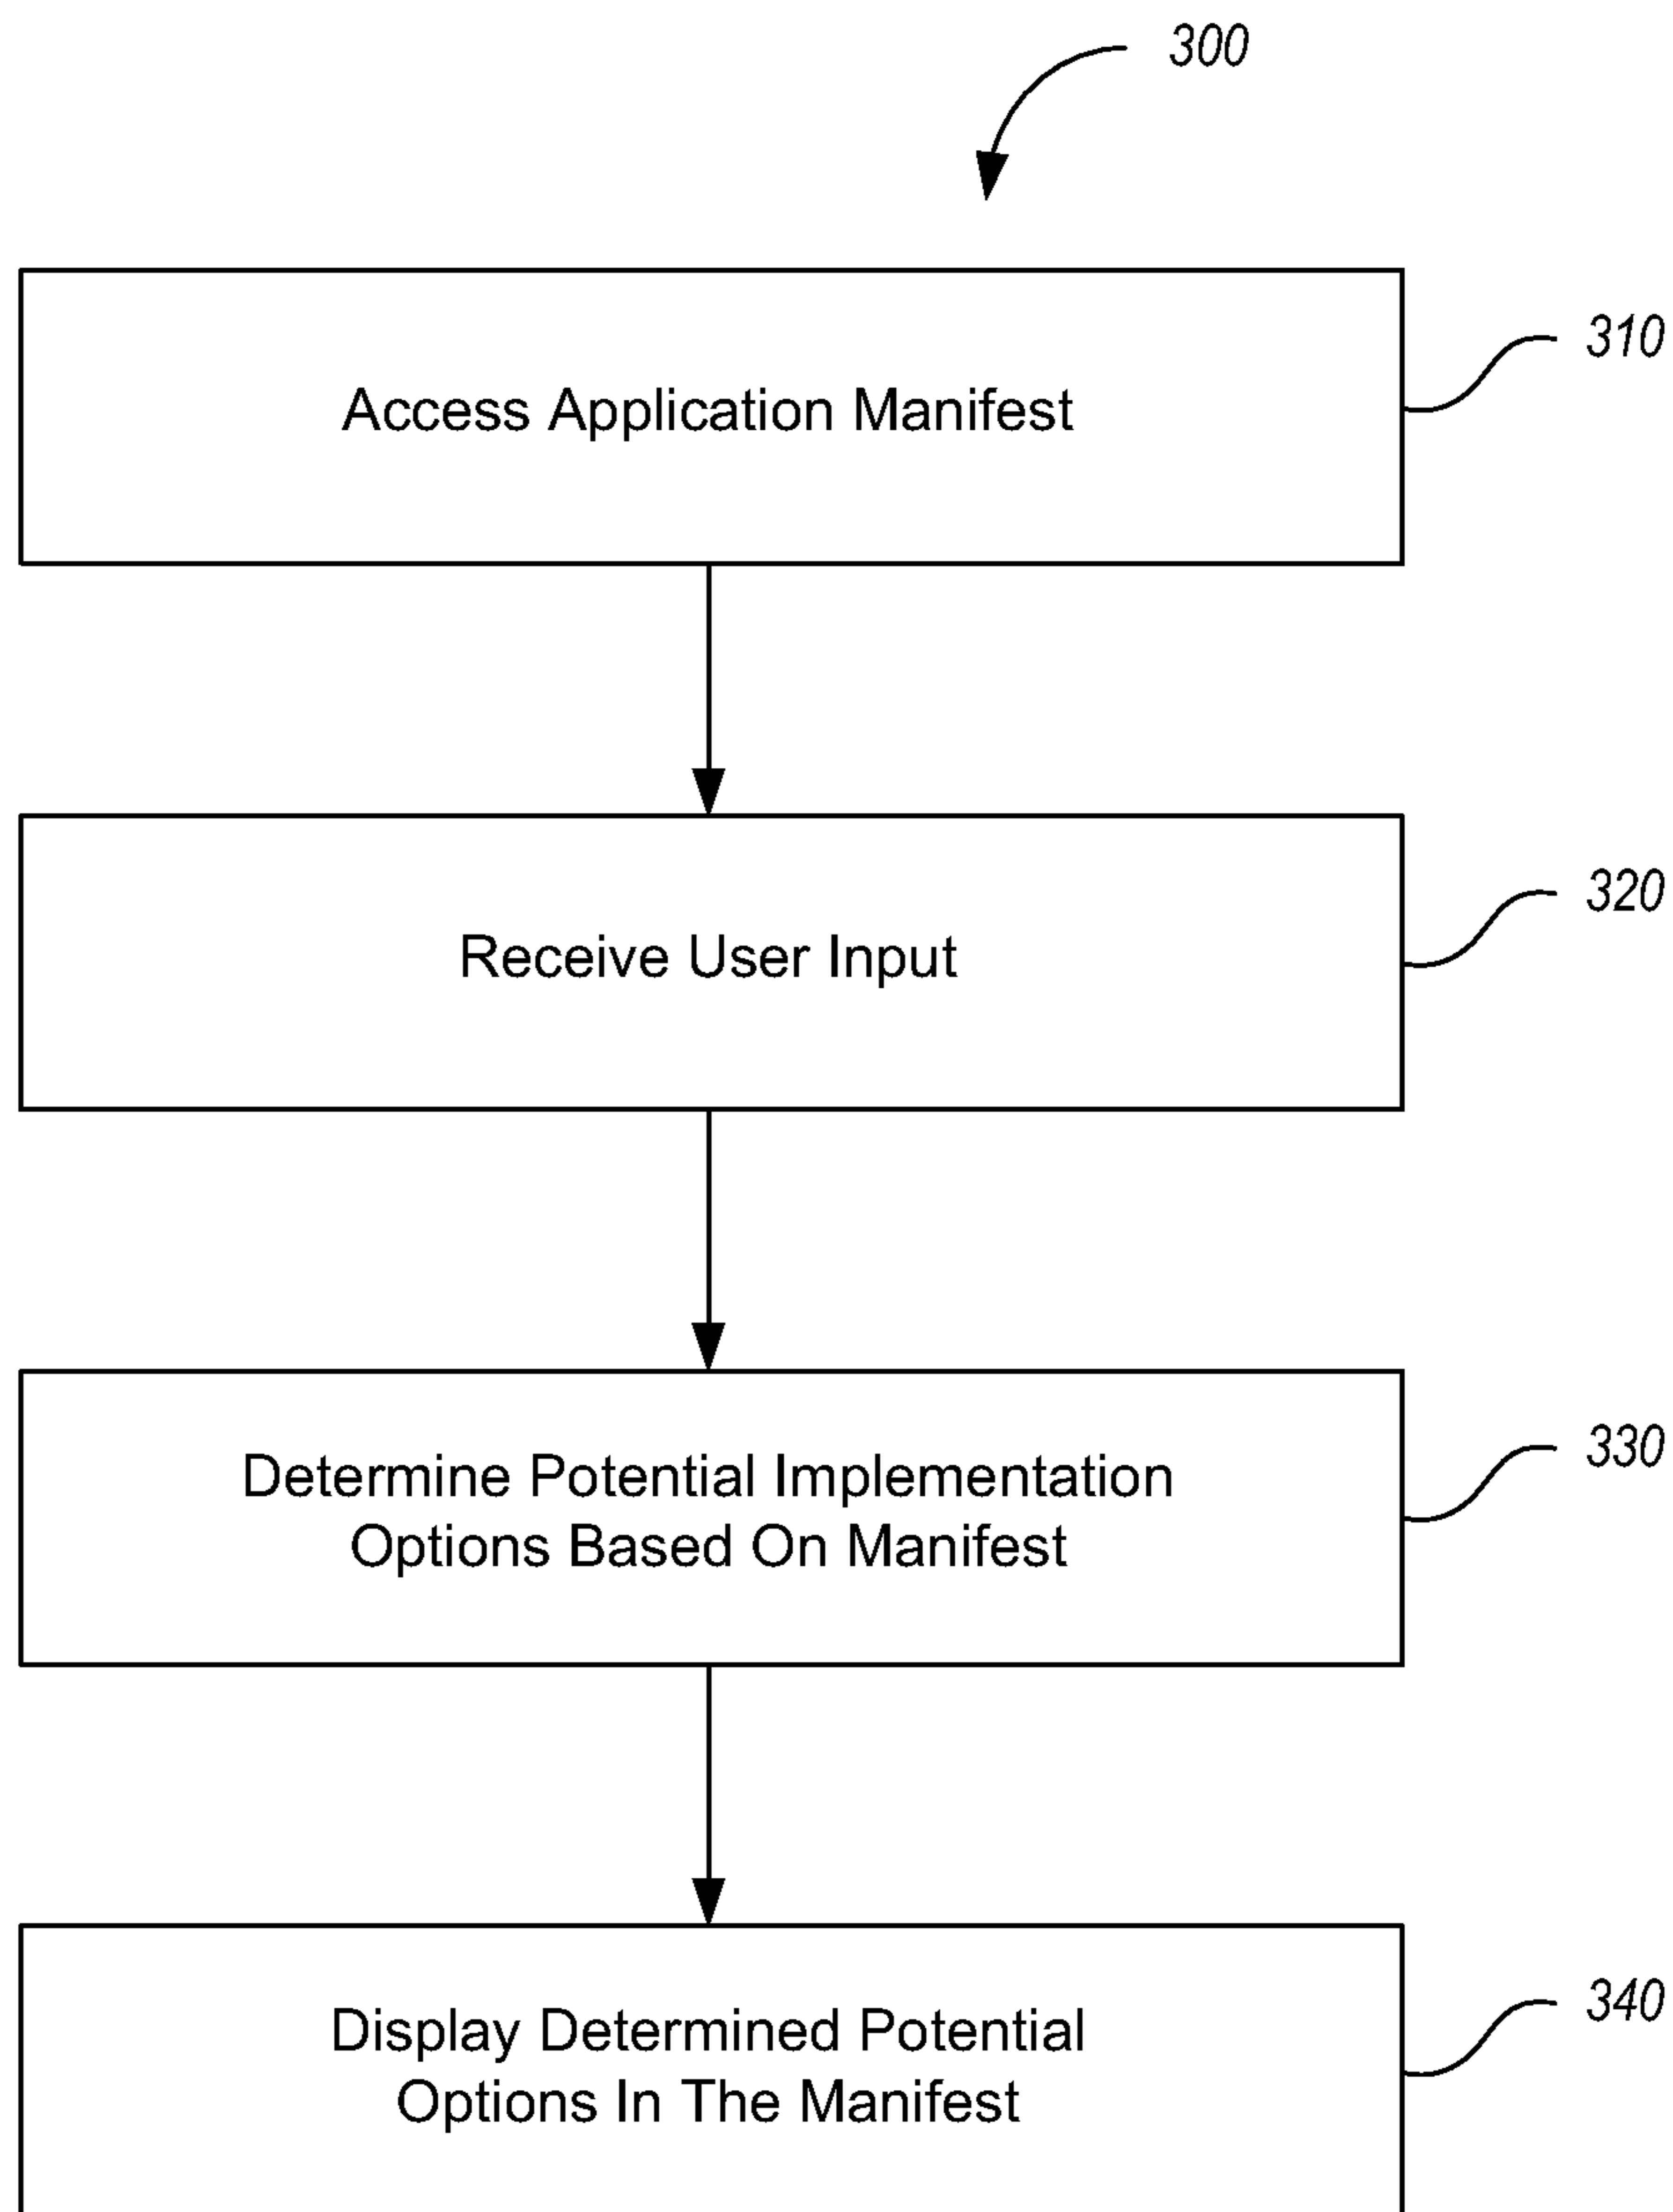 300
310
Access Application Manifest
320
Receive User Input
330
Determine Potential Implementation
Options Based On Manifest
340
Display Determined Potential
Options In The Manifest